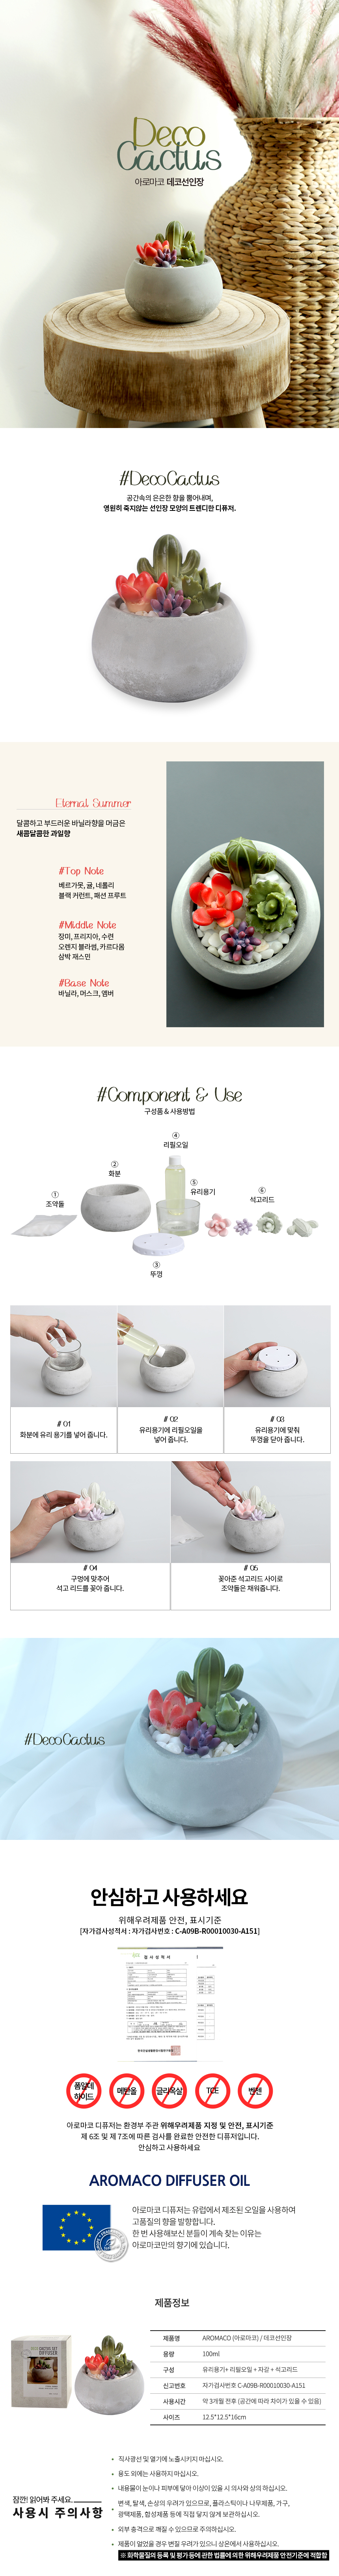 Deco
Cactus
아로마코 데코선인장
#DecoCactus
공간속의 은은한 향을 뿜어내며,
영원히 죽지않는 선인장 모양의 트렌디한 디퓨져.
Eternal Summer
달콤하고 부드러운 바닐라향을 머금은
새콤달콤한 과일향
#Top Note
베르가못, 귤, 네롤리
블랙 커런트, 패션 프루트
#Middle Note
장미, 프리지아, 수련
오렌지 블라썸, 카르다몸
삼박 재스민
#Base Note
바닐라, 머스크, 엠버
#Component & Use
구성품 & 사용방법
④
리필오일
②
화분
⑤
유리용기
⑥
석고리드
①
조약돌
③
뚜껑
# 01
화분에 유리 용기를 넣어 줍니다.
# 02
유리용기에 리필오일을
넣어 줍니다.
# 03
유리용기에 맞춰
뚜껑을 닫아 줍니다.
# 04
구멍에 맞추어
석고 리드를 꽂아 줍니다.
# 05
꽂아준 석고리드 사이로
조약돌은 채워줍니다.
#DecoCactus
안심하고 사용하세요
위해우려제품 안전, 표시기준
[자가검사성적서 : 자가검사번호 : C-A09B-R00010030-A151]
검 사 성 적 서
폼알데
하이드
메탄올
글리옥살
TCE
벤젠
아로마코 디퓨저는 환경부 주관 위해우려제품 지정 및 안전, 표시기준
제 6조 및 제 7조에 따른 검사를 완료한 안전한 디퓨저입니다.
안심하고 사용하세요
AROMACO DIFFUSER OIL
아로마코 디퓨저는 유럽에서 제조된 오일을 사용하여
고품질의 향을 발향합니다.
한 번 사용해보신 분들이 계속 찾는 이유는
아로마코만의 향기에 있습니다.
제품정보
제품명 AROMACO (아로마코) / 데코선인장
용량 100ml
구성 유리용기+ 리필오일 + 자갈 + 석고리드
신고번호 자가검사번호 C-A09B-R00010030-A151
사용시간 약 3개월 전후 (공간에 따라 차이가 있을 수 있음)
사이즈 12.5*12.5*16cm
CACTUS SET
DIFFUSER
잠깐! 읽어봐 주세요.
사용시 주의사항
• 직사광선 및 열기에 노출시키지 마십시오.
• 용도 외에는 사용하지 마십시오.
• 내용물이 눈이나 피부에 닿아 이상이 있을 시 의사와 상의 하십시오.
• 변색, 탈색, 손상의 우려가 있으므로, 플라스틱이나 나무제품, 가구,
광택제품, 합성제품 등에 직접 닿지 않게 보관하십시오.
• 외부 충격으로 깨질 수 있으므로 주의하십시오.
• 제품이 얼었을 경우 변질 우려가 있으니 상온에서 사용하십시오.
※ 화학물질의 등록 및 평가 등에 관한 법률에 의한 위해우려제품 안전기준에 적합함